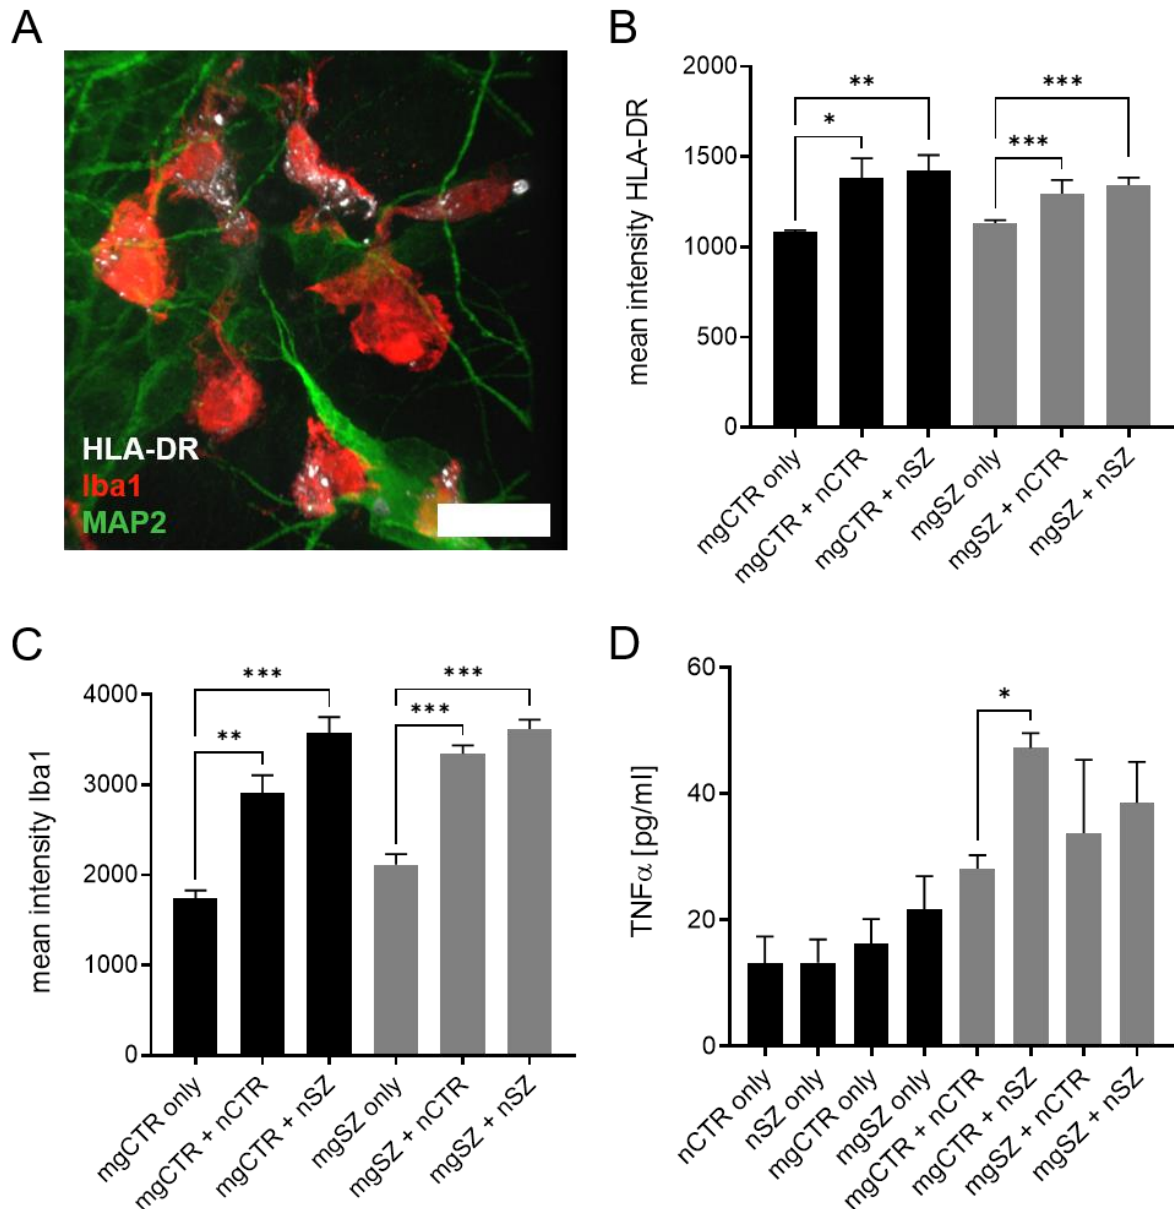 A
HLA-DR
Iba1
MAP2
B
mean intensity HLA-DR
2000
1500
1000
500
0
**
*
***
***
mgCTR only
mgCTR + nCTR
mgCTR + nSZ
mgSZ only
mgSZ + nCTR
mgSZ + nSZ
C
mean intensity Iba1
4000
3000
2000
1000
0
***
**
***
***
mgCTR only
mgCTR + nCTR
mgCTR + nSZ
mgSZ only
mgSZ + nCTR
mgSZ + nSZ
D
TNFα [pg/ml]
60
40
20
0
*
nCTR only
nSZ only
mgCTR only
mgSZ only
mgCTR + nCTR
mgCTR + nSZ
mgSZ + nCTR
mgSZ + nSZ